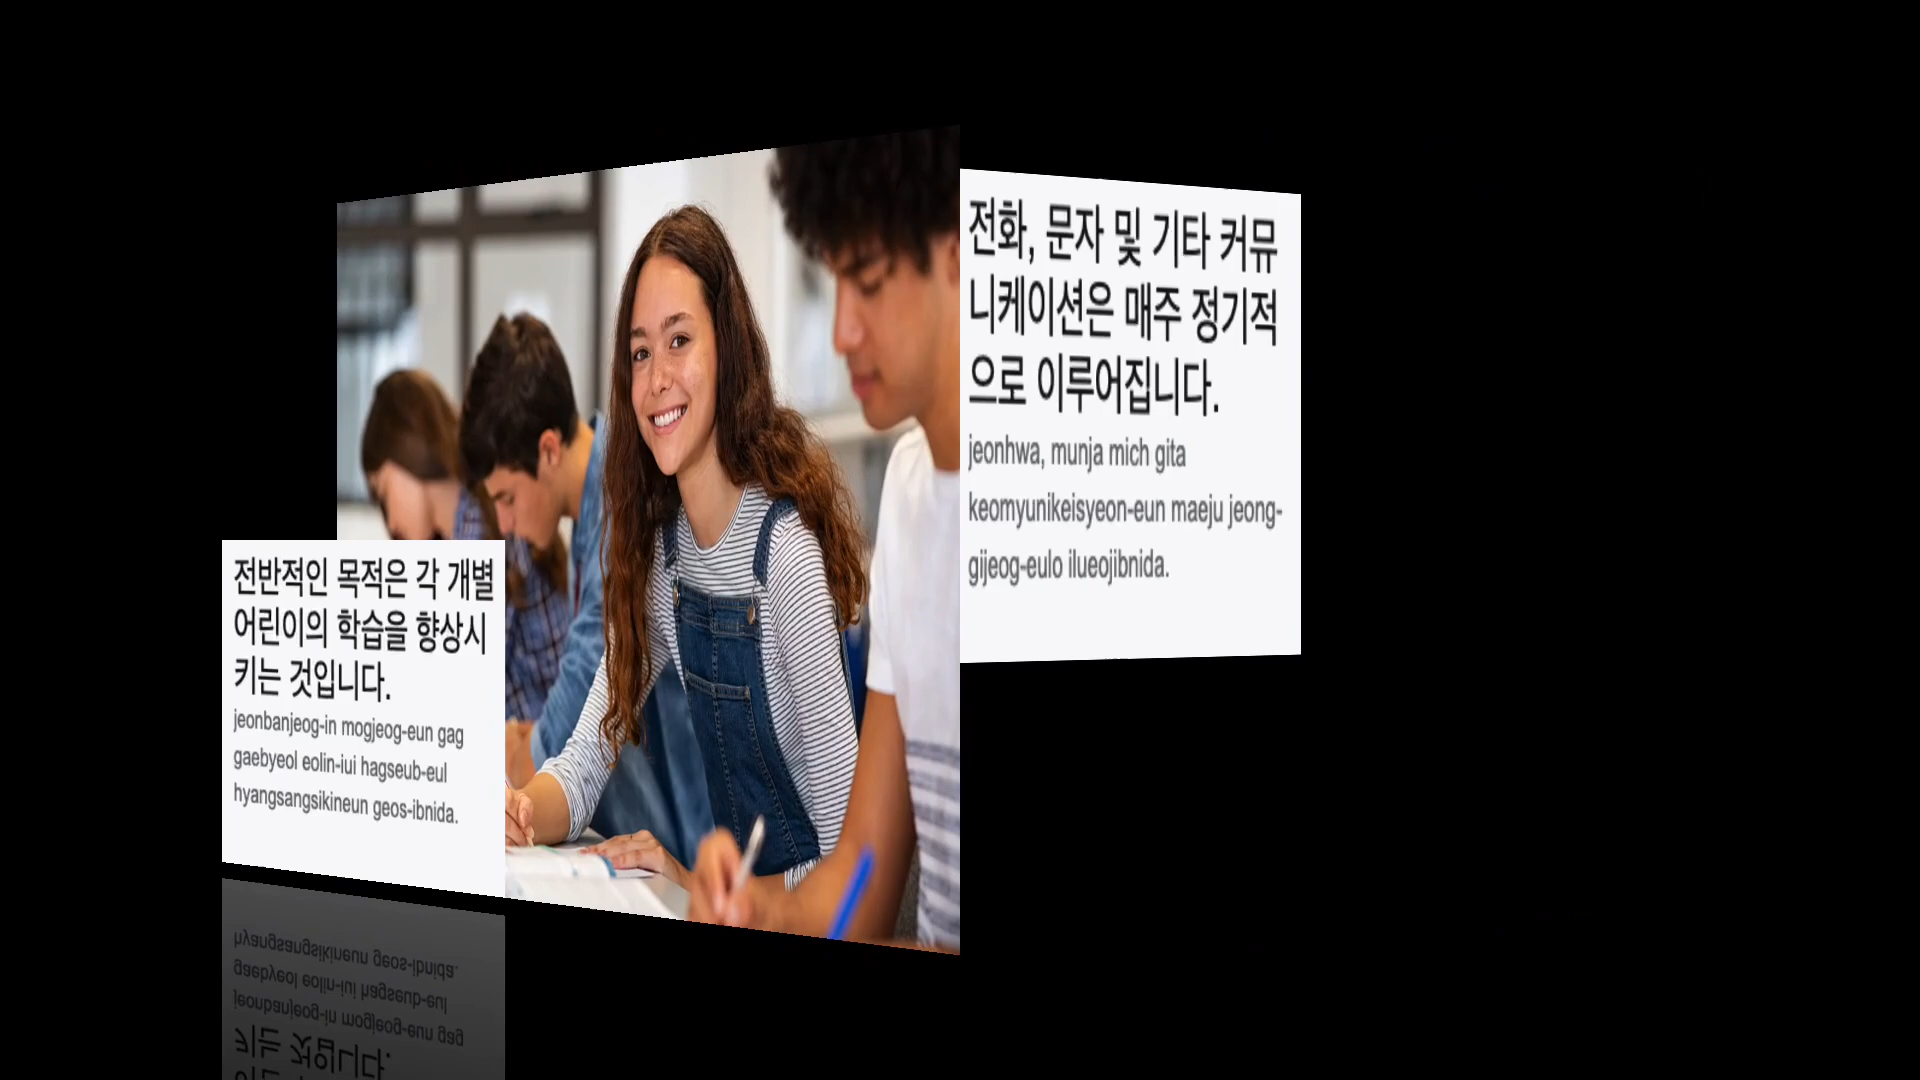 전화, 문자 및 기타 커뮤
니케이션은 매주 정기적
으로 이루어집니다.
jeonhwa, munja mich gita
keomyunikeisyeon-eun maeju jeong-
gijeog-eulo ilueojibnida.
전반적인 목적은 각 개별
어린이의 학습을 향상시
키는 것입니다.
jeonbanjeog-in mogjeog-eun gag
gaebyeol eolin-iui hagseub-eul
hyangsangsikineun geos-ibnida.